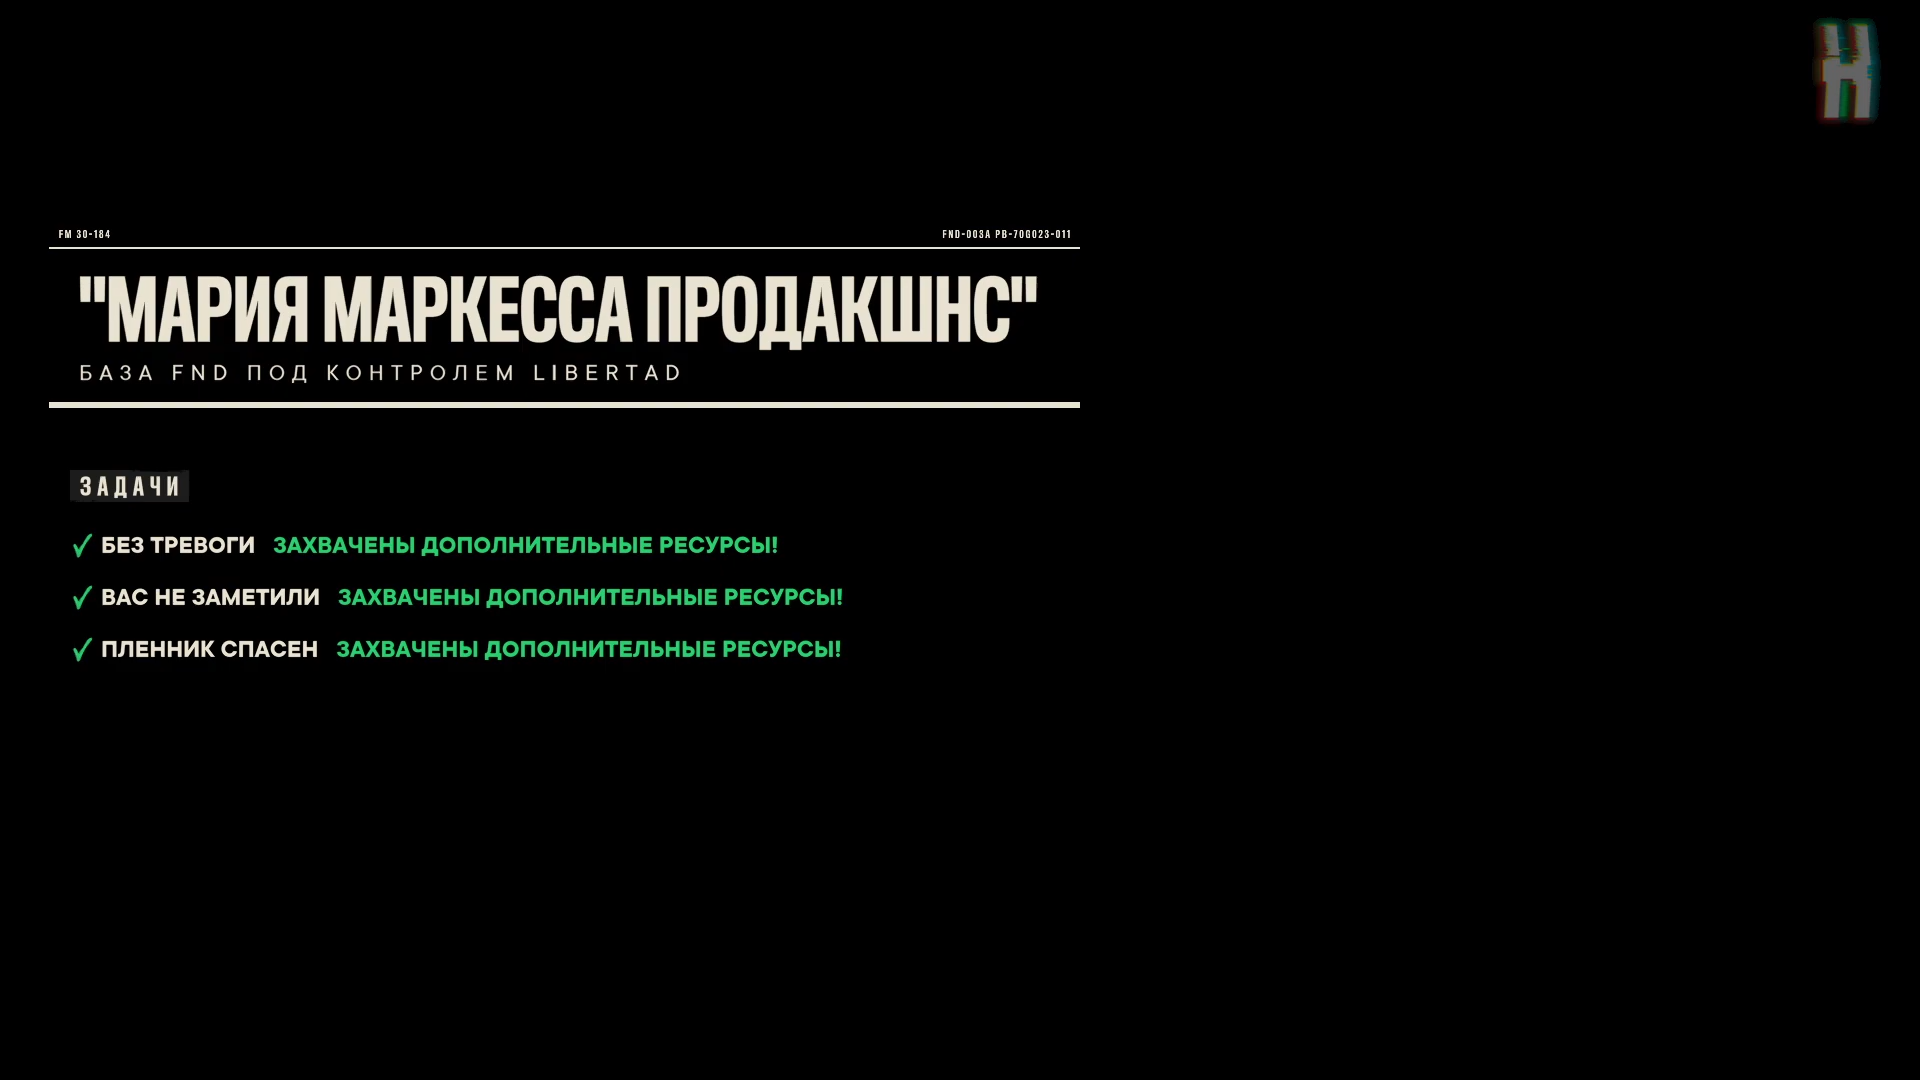 FM 30-184
FND-003A PB-70G023-011
"МАРИЯ МАРКЕССА ПРОДАКШНС"
БАЗА FND ПОД КОНТРОЛЕМ LIBERTAD
ЗАДАЧИ
✓ БЕЗ ТРЕВОГИ ЗАХВАЧЕНЫ ДОПОЛНИТЕЛЬНЫЕ РЕСУРСЫ!
✓ ВАС НЕ ЗАМЕТИЛИ ЗАХВАЧЕНЫ ДОПОЛНИТЕЛЬНЫЕ РЕСУРСЫ!
✓ ПЛЕННИК СПАСЕН ЗАХВАЧЕНЫ ДОПОЛНИТЕЛЬНЫЕ РЕСУРСЫ!